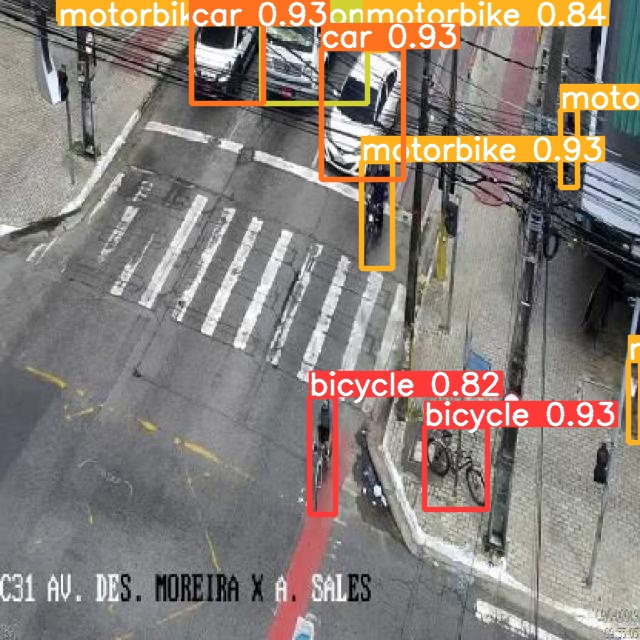 car 0.93
motorbike 0.84
car 0.93
motorbike 0.93
bicycle 0.82
bicycle 0.93
C31 AV. DES. MOREIRA X A. SALES